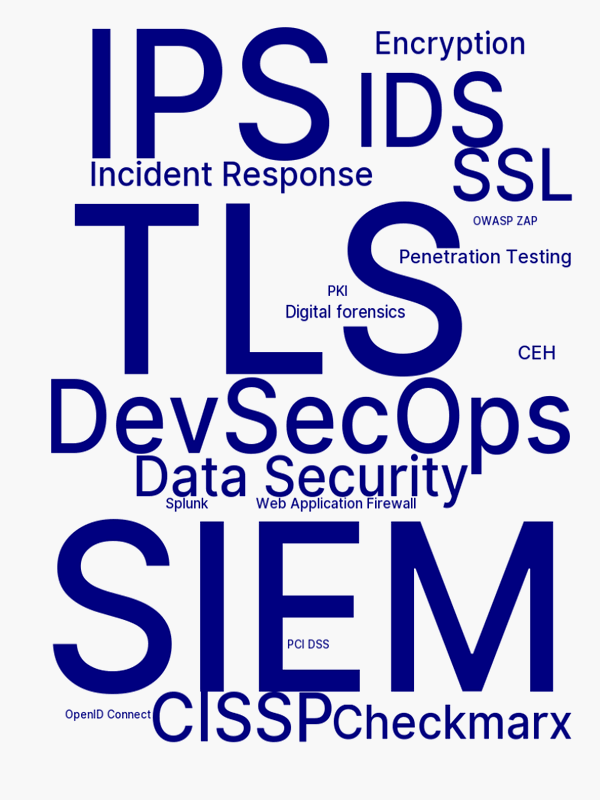 IPS
Encryption
IDS
SSL
Incident Response
OWASP ZAP
TLS
Penetration Testing
PKI
Digital forensics
CEH
DevSecOps
Data Security
Splunk
Web Application Firewall
SIEM
PCI DSS
OpenID Connect
CISSP
Checkmarx